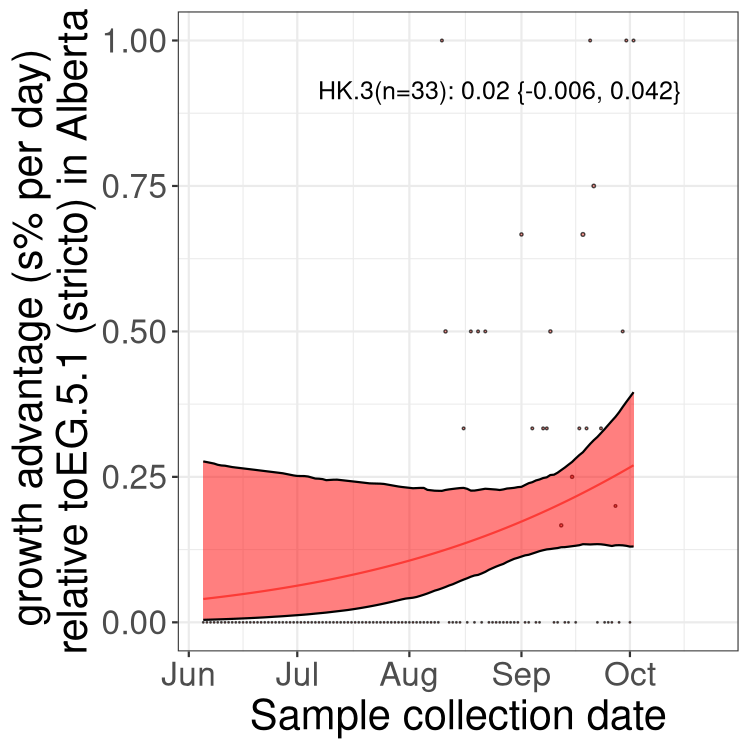 growth advantage (s% per day)
relative toEG.5.1 (stricto) in Alberta
1.00
0.75
0.50
0.25
0.00
HK.3(n=33): 0.02 {-0.006, 0.042}
Jun Jul Aug Sep Oct
Sample collection date